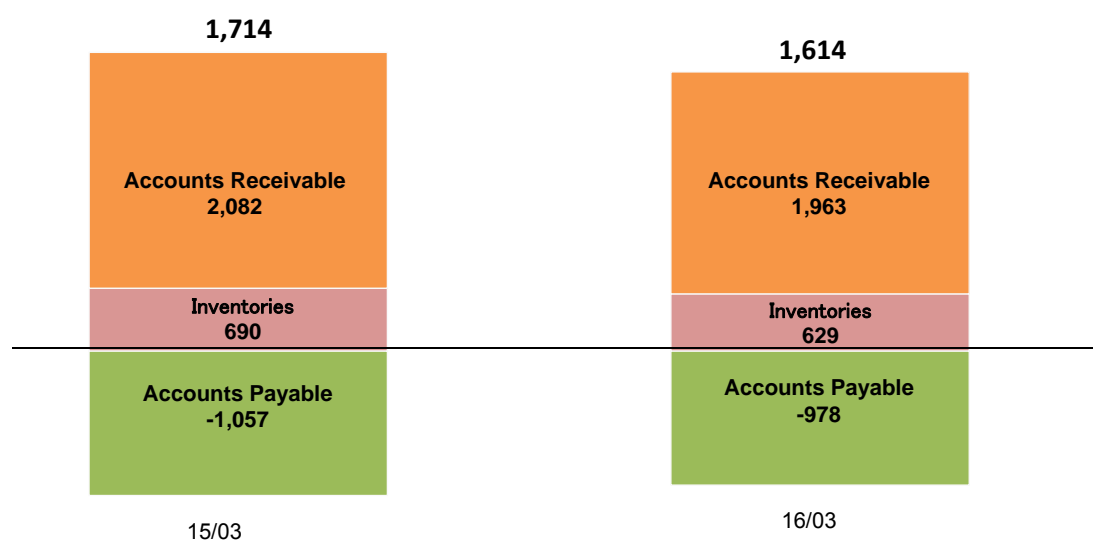 1,714
Accounts Receivable
2,082
Inventories
690
Accounts Payable
-1,057
15/03
1,614
Accounts Receivable
1,963
Inventories
629
Accounts Payable
-978
16/03